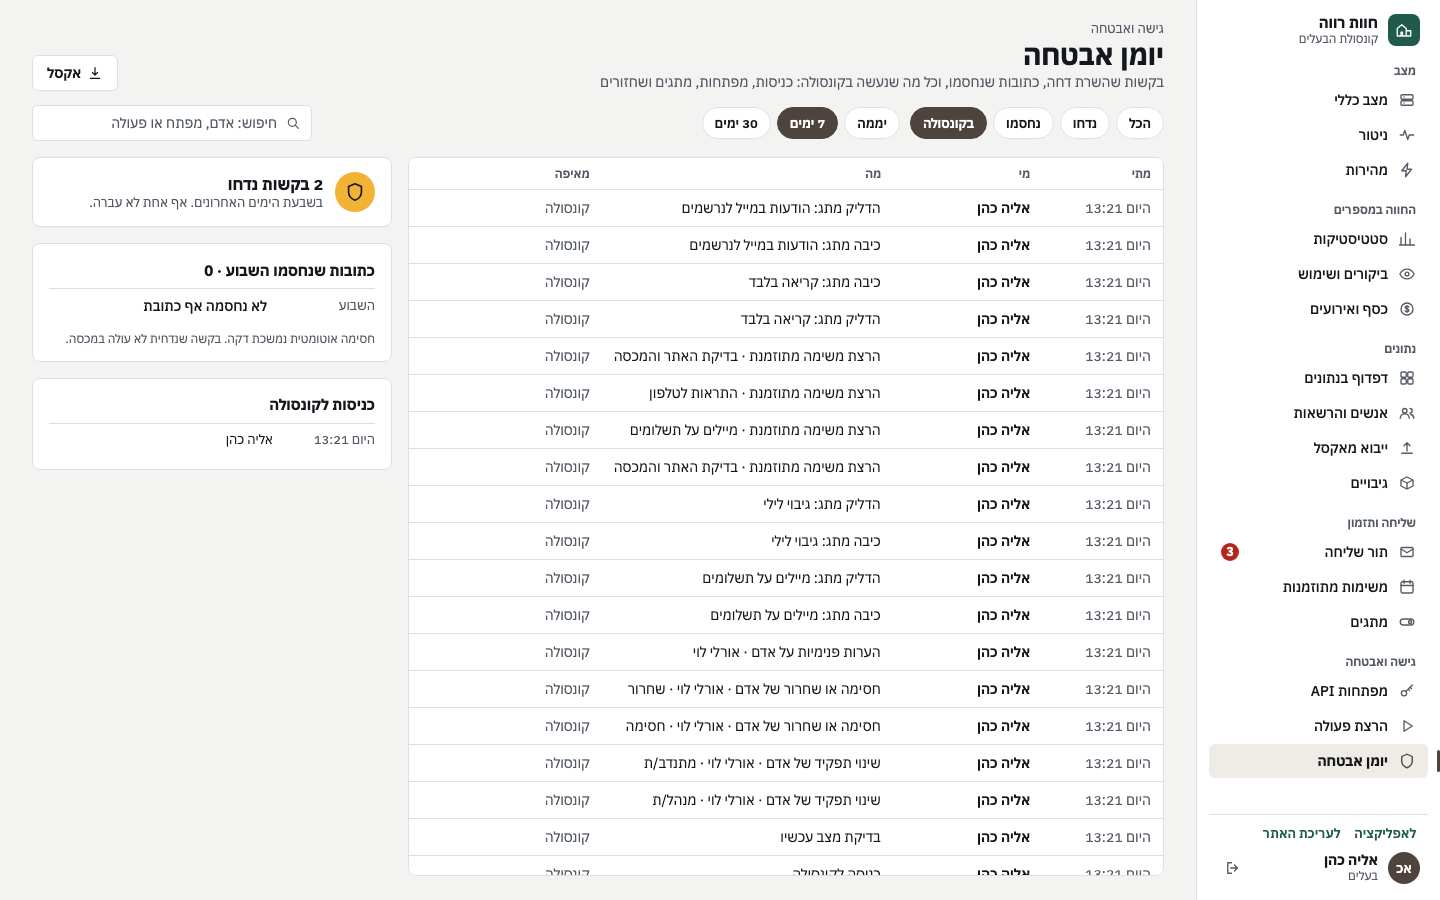 חוות רווה
קונסולת הבעלים
מצב
מצב כללי
ניטור
מהירות
החווה במספרים
סטטיסטיקות
ביקורים ושימוש
כסף ואירועים
נתונים
דפדוף בנתונים
אנשים והרשאות
ייבוא מאקסל
גיבויים
שליחה ותזמון
תור שליחה 3
משימות מתוזמנות
מתגים
גישה ואבטחה
מפתחות API
הרצת פעולה
יומן אבטחה
לאפליקציה לעריכת האתר
אכ אליה כהן
בעלים
גישה ואבטחה
יומן אבטחה
בקשות שהשרת דחה, כתובות שנחסמו, וכל מה שנעשה בקונסולה: כניסות, מפתחות, מתגים ושחזורים
אקסל
הכל נדחו נחסמו בקונסולה יממה 7 ימים 30 ימים
חיפוש: אדם, מפתח או פעולה
מתי מי מה מאיפה
היום 13:21 אליה כהן הדליק מתג: הודעות במייל לנרשמים קונסולה
היום 13:21 אליה כהן כיבה מתג: הודעות במייל לנרשמים קונסולה
היום 13:21 אליה כהן כיבה מתג: קריאה בלבד קונסולה
היום 13:21 אליה כהן הדליק מתג: קריאה בלבד קונסולה
היום 13:21 אליה כהן הרצת משימה מתוזמנת · בדיקת האתר והמכסה קונסולה
היום 13:21 אליה כהן הרצת משימה מתוזמנת · התראות לטלפון קונסולה
היום 13:21 אליה כהן הרצת משימה מתוזמנת · מיילים על תשלומים קונסולה
היום 13:21 אליה כהן הרצת משימה מתוזמנת · בדיקת האתר והמכסה קונסולה
היום 13:21 אליה כהן הדליק מתג: גיבוי לילי קונסולה
היום 13:21 אליה כהן כיבה מתג: גיבוי לילי קונסולה
היום 13:21 אליה כהן הדליק מתג: מיילים על תשלומים קונסולה
היום 13:21 אליה כהן כיבה מתג: מיילים על תשלומים קונסולה
היום 13:21 אליה כהן הערות פנימיות על אדם · אורלי לוי קונסולה
היום 13:21 אליה כהן חסימה או שחרור של אדם · אורלי לוי · שחרור קונסולה
היום 13:21 אליה כהן חסימה או שחרור של אדם · אורלי לוי · חסימה קונסולה
היום 13:21 אליה כהן שינוי תפקיד של אדם · אורלי לוי · מתנדב/ת קונסולה
היום 13:21 אליה כהן שינוי תפקיד של אדם · אורלי לוי · מנהל/ת קונסולה
היום 13:21 אליה כהן בדיקת מצב עכשיו קונסולה
היום 13:21 אליה כהן כניסה לקונסולה קונסולה
2 בקשות נדחו
בשבעת הימים האחרונים. אף אחת לא עברה.
כתובות שנחסמו השבוע · 0
השבוע לא נחסמה אף כתובת
חסימה אוטומטית נמשכת דקה. בקשה שנדחית לא עולה במכסה.
כניסות לקונסולה
היום 13:21 אליה כהן